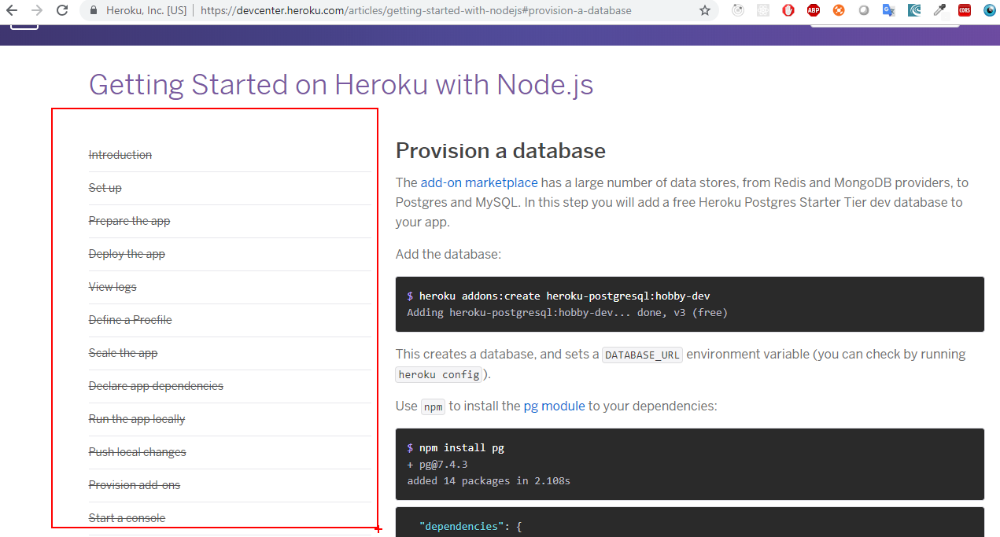 Heroku, Inc. [US] | https://devcenter.heroku.com/articles/getting-started-with-nodejs#provision-a-database
ABP
CORS
Getting Started on Heroku with Node.js
Introduction
Set up
Prepare the app
Deploy the app
View logs
Define a Procfile
Scale the app
Declare app dependencies
Run the app locally
Push local changes
Provision add-ons
Start a console
Provision a database
The add-on marketplace has a large number of data stores, from Redis and MongoDB providers, to
Postgres and MySQL. In this step you will add a free Heroku Postgres Starter Tier dev database to
your app.
Add the database:
$ heroku addons:create heroku-postgresql:hobby-dev
Adding heroku-postgresql:hobby-dev... done, v3 (free)
This creates a database, and sets a DATABASE_URL environment variable (you can check by running
heroku config).
Use npm to install the pg module to your dependencies:
$ npm install pg
+ pg@7.4.3
added 14 packages in 2.108s
"dependencies": {